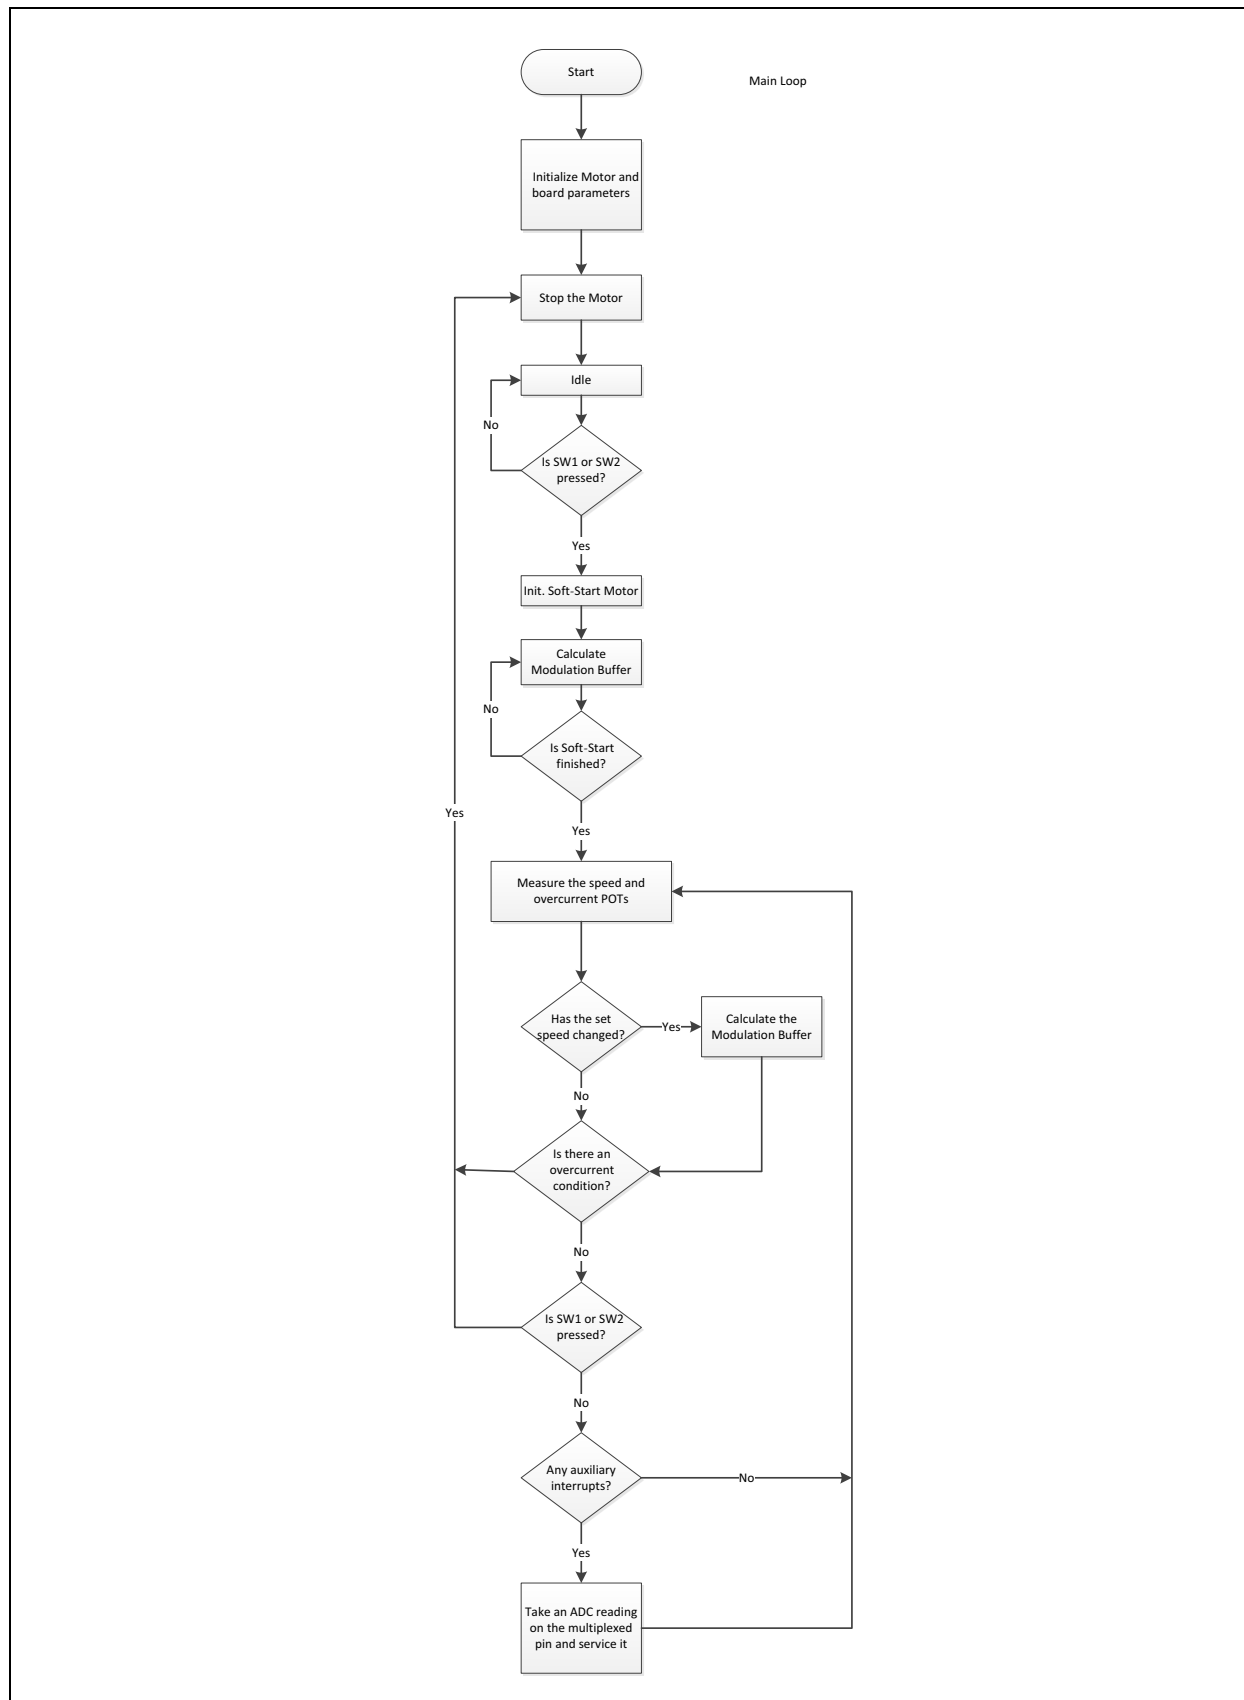 Start
Main Loop
Initialize Motor and
board parameters
Stop the Motor
Idle
No
Is SW1 or SW2
pressed?
Yes
Init. Soft-Start Motor
Calculate
Modulation Buffer
No
Is Soft-Start
finished?
Yes
Yes
Measure the speed and
overcurrent POTs
Has the set
speed changed?
Yes
Calculate the
Modulation Buffer
No
Is there an
overcurrent
condition?
No
Is SW1 or SW2
pressed?
No
Any auxiliary
interrupts?
No
Yes
Take an ADC reading
on the multiplexed
pin and service it